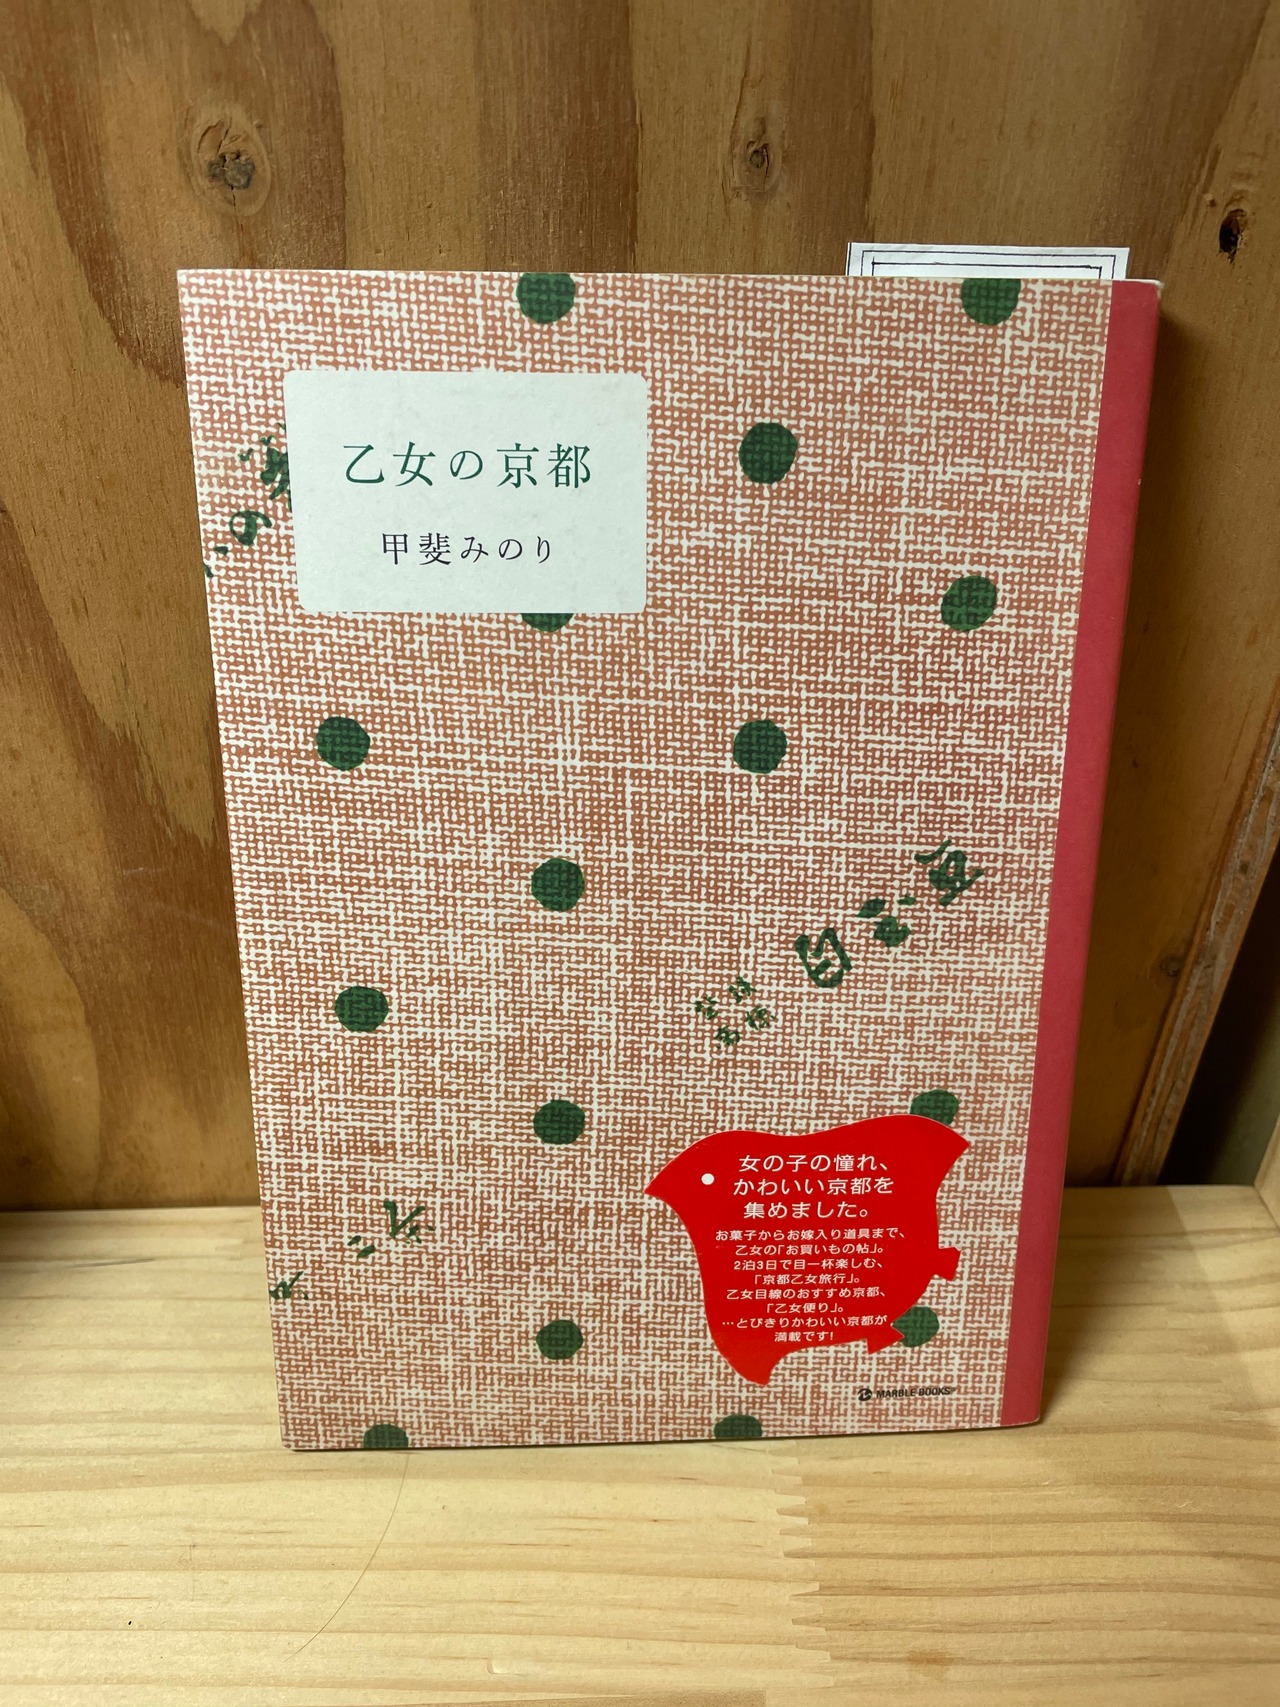 乙女の京都
甲斐みのり
女の子の憧れ、
かわいい京都を
集めました。
お菓子からお嫁入り道具まで、
乙女の「お買いもの帖」。
2泊3日で目一杯楽しむ、
「京都乙女旅行」。
乙女目線のおすすめ京都、
「乙女便り」。
…とびきりかわいい京都が
満載です!
MARBLE BOOKS